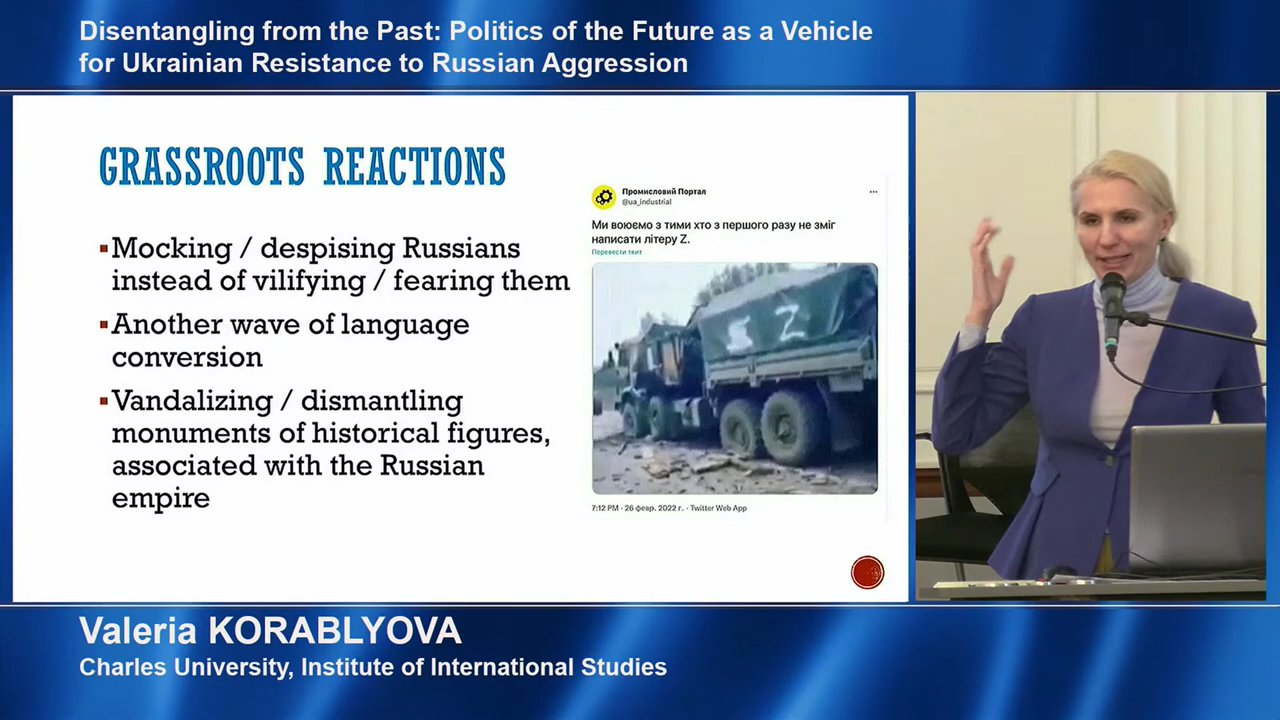 Disentangling from the Past: Politics of the Future as a Vehicle
for Ukrainian Resistance to Russian Aggression
GRASSROOTS REACTIONS
▪Mocking / despising Russians
instead of vilifying / fearing them
▪Another wave of language
conversion
▪Vandalizing / dismantling
monuments of historical figures,
associated with the Russian
empire
Промисловий Портал
@ua_industrial
Ми воюємо з тими хто з першого разу не зміг
написати літеру Z.
Перевести твит
Z
7:12 PM · 26 февр. 2022 г. · Twitter Web App
Valeria KORABLYOVA
Charles University, Institute of International Studies